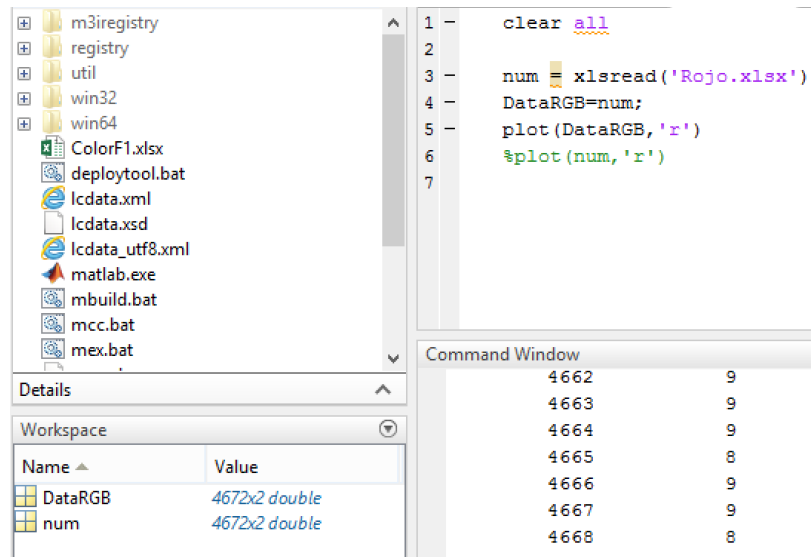 m3iregistry
registry
util
win32
win64
ColorF1.xlsx
deploytool.bat
lcdata.xml
lcdata.xsd
lcdata_utf8.xml
matlab.exe
mbuild.bat
mcc.bat
mex.bat
Details
Workspace
Name Value
DataRGB 4672x2 double
num 4672x2 double
1 clear all
2
3 num = xlsread('Rojo.xlsx')
4 DataRGB=num;
5 plot(DataRGB,'r')
6 %plot(num,'r')
7
Command Window
4662 9
4663 9
4664 9
4665 8
4666 9
4667 9
4668 8